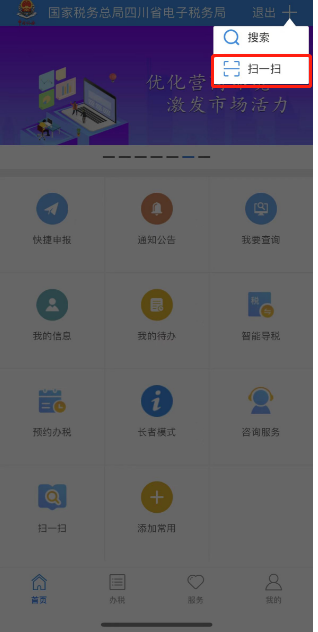 国家税务总局四川省电子税务局
退出
搜索
扫一扫
优化营
激发市场活力
快捷申报
通知公告
我要查询
我的信息
我的待办
税
智能导税
预约办税
长者模式
咨询服务
扫一扫
添加常用
首页
办税
服务
我的